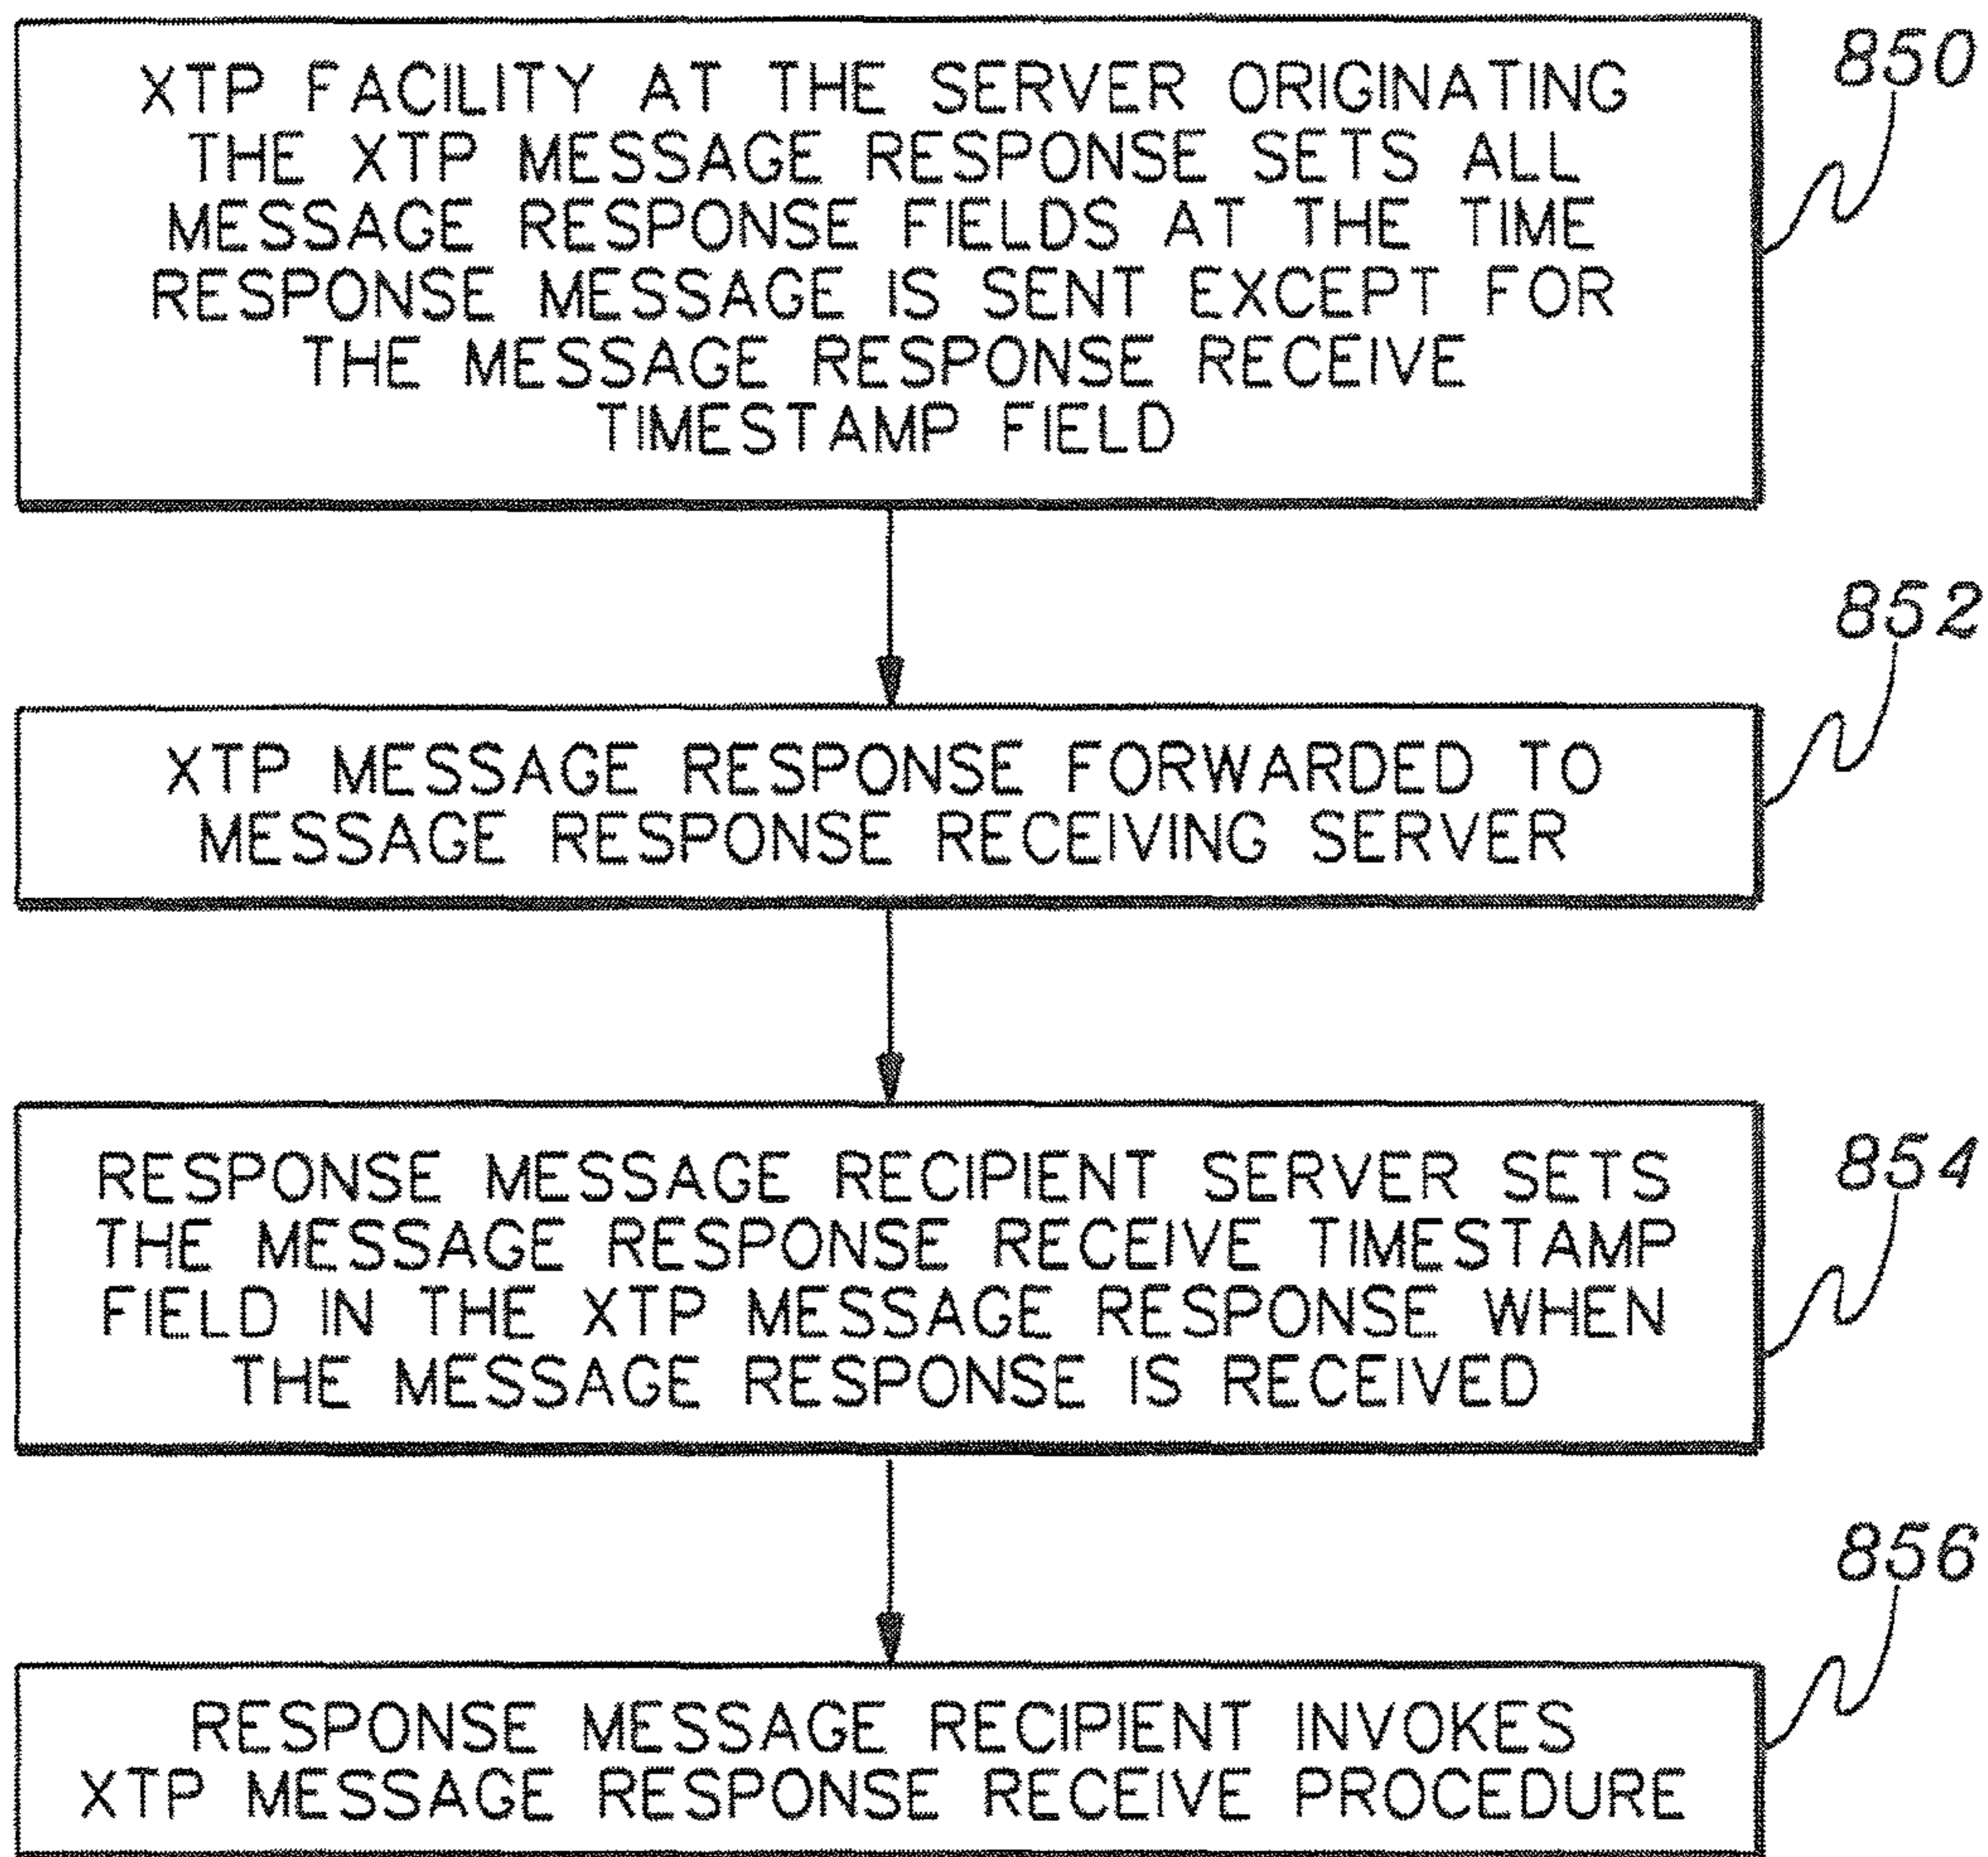 850
XTP FACILITY AT THE SERVER ORIGINATING
THE XTP MESSAGE RESPONSE SETS ALL
MESSAGE RESPONSE FIELDS AT THE TIME
RESPONSE MESSAGE IS SENT EXCEPT FOR
THE MESSAGE RESPONSE RECEIVE
TIMESTAMP FIELD
852
XTP MESSAGE RESPONSE FORWARDED TO
MESSAGE RESPONSE RECEIVING SERVER
854
RESPONSE MESSAGE RECIPIENT SERVER SETS
THE MESSAGE RESPONSE RECEIVE TIMESTAMP
FIELD IN THE XTP MESSAGE RESPONSE WHEN
THE MESSAGE RESPONSE IS RECEIVED
856
RESPONSE MESSAGE RECIPIENT INVOKES
XTP MESSAGE RESPONSE RECEIVE PROCEDURE